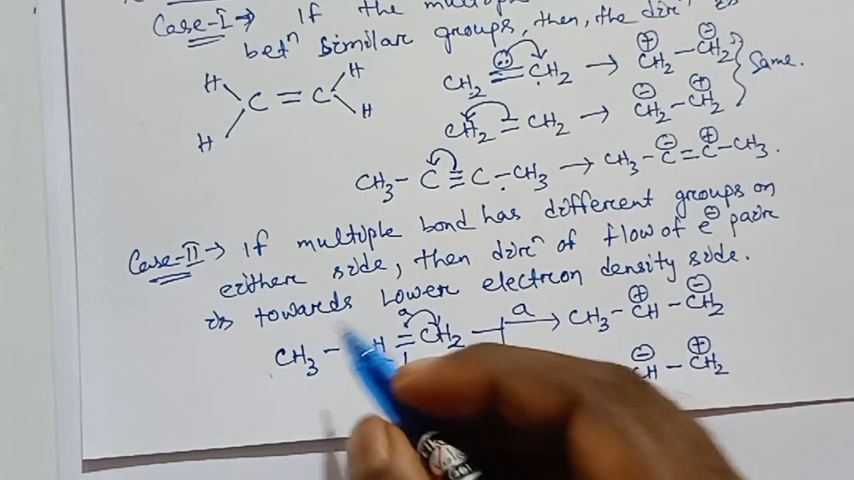 Case-I → If the multiple
betⁿ similar groups, then, the dirⁿ is
H H
C = C
H H
CH₂ = CH₂ → CH₂⊕ - CH₂⊖
CH₂ = CH₂ → CH₂⊖ - CH₂⊕
Same.
CH₃ - C ≡ C - CH₃ → CH₃ - C⊖ = C⊕ - CH₃.
Case-II → If multiple bond has different groups on
either side, then dirⁿ of flow of e⊖ pair
is towards lower electron density side.
a
CH₃ - CH = CH₂ a → CH₃ - CH⊕ - CH₂⊖
CH⊖ - CH₂⊕